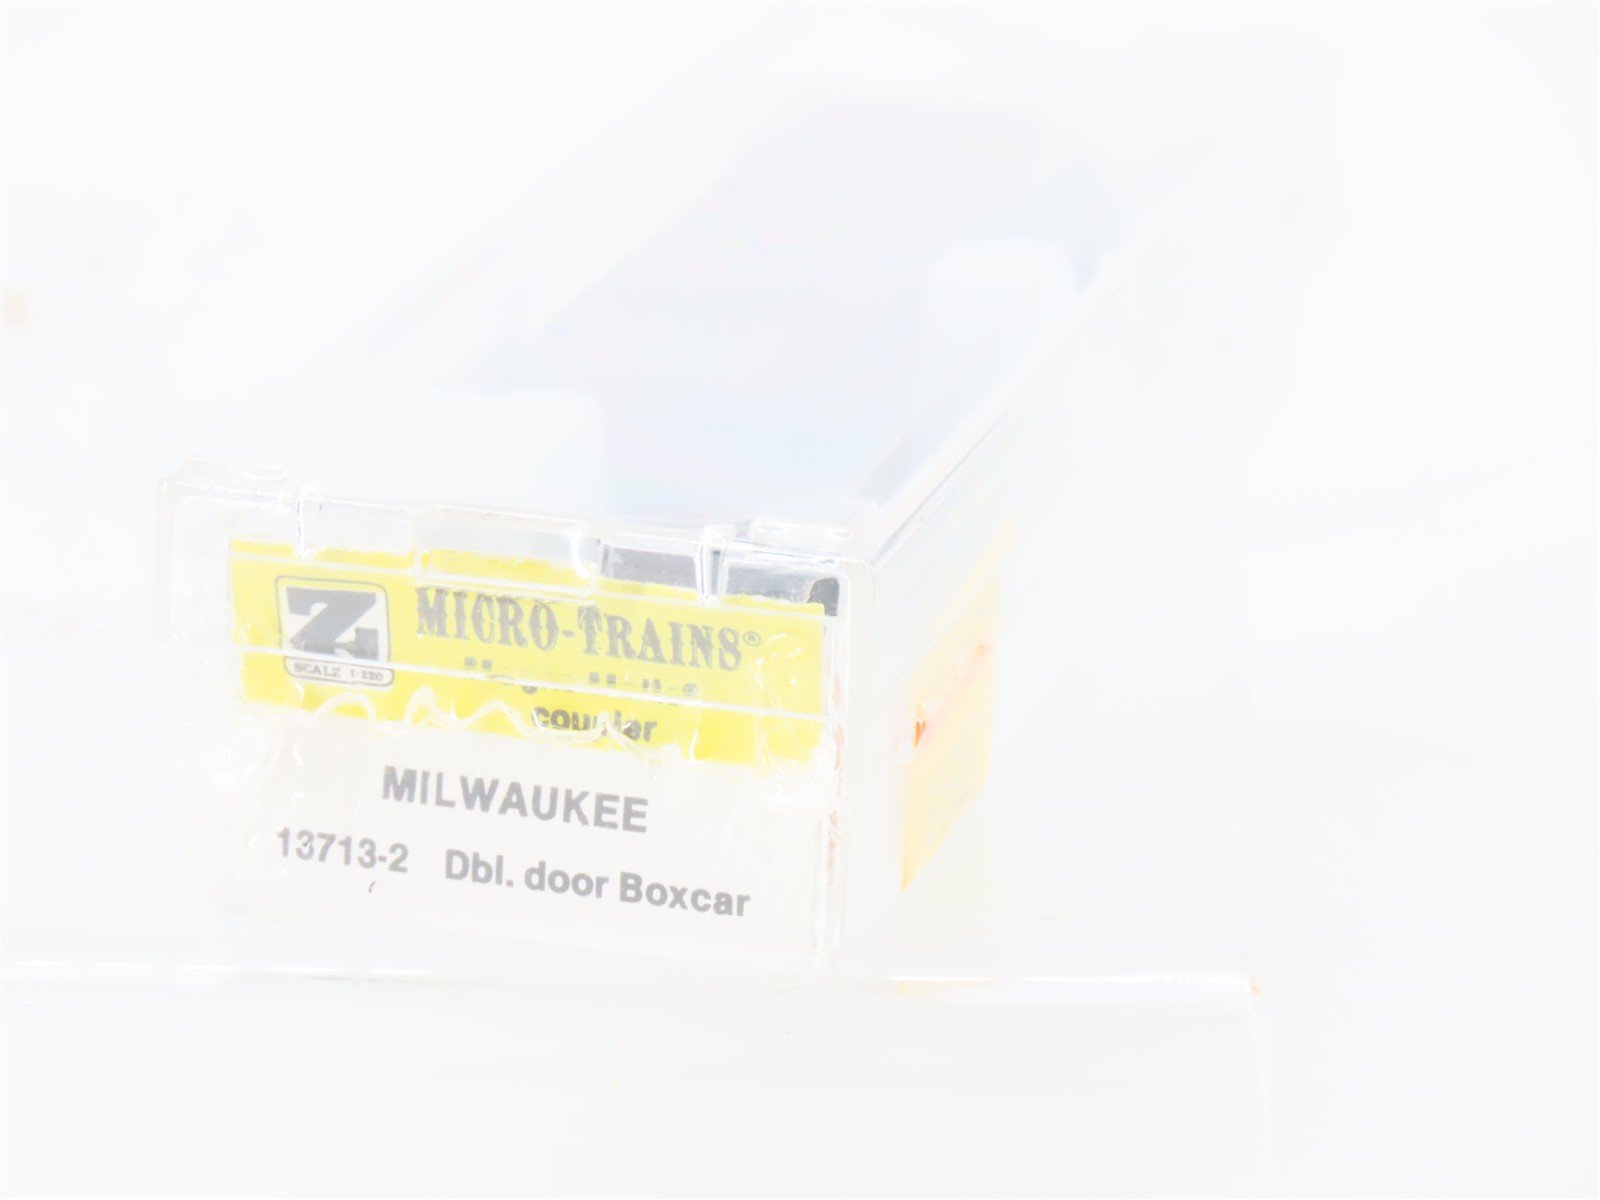 Z
SCALE 1:220
MICRO-TRAINS®
coupler
MILWAUKEE
13713-2 Dbl. door Boxcar